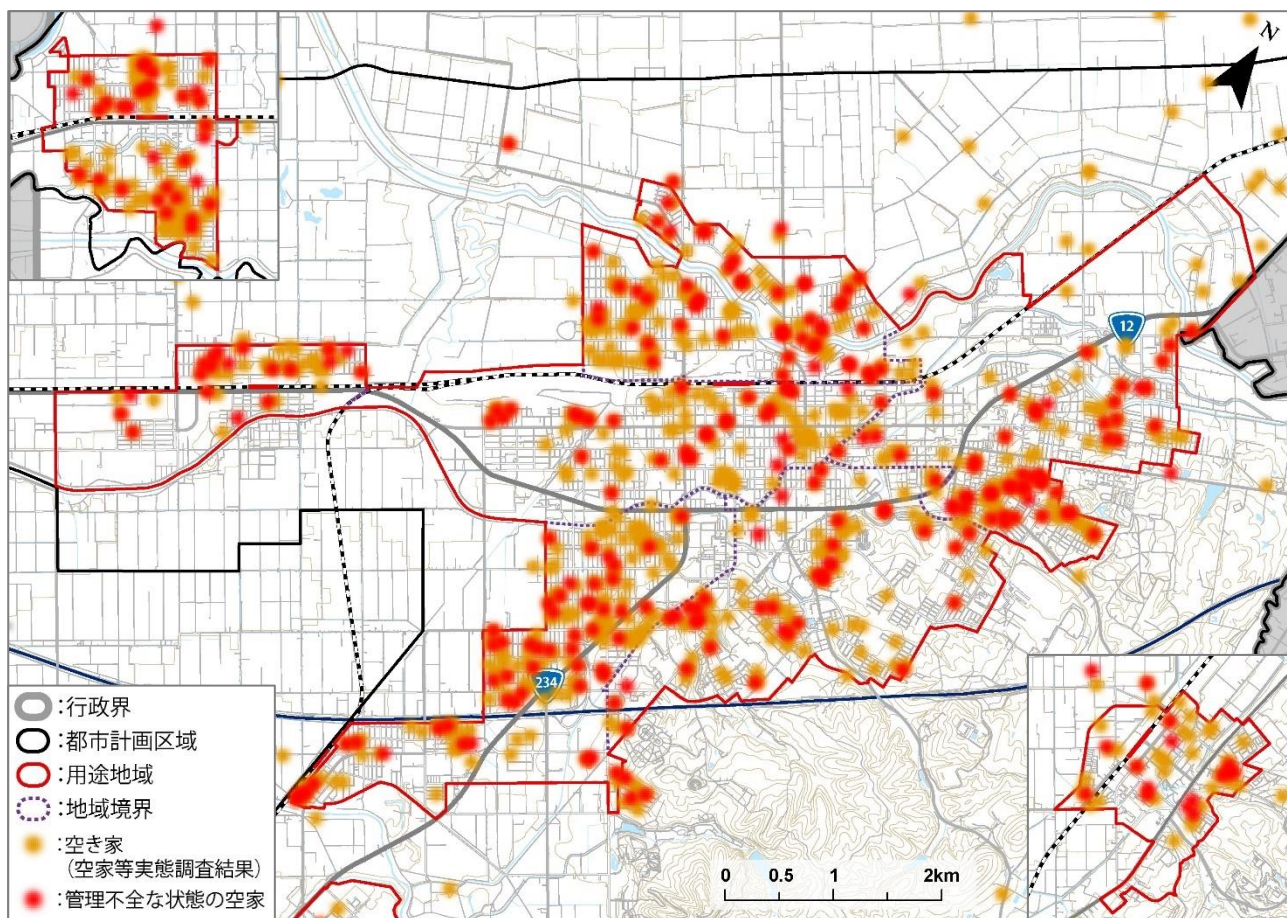 N
12
234
:行政界
:都市計画区域
:用途地域
:地域境界
:空き家
(空家等実態調査結果)
:管理不全な状態の空家
0 0.5 1 2km